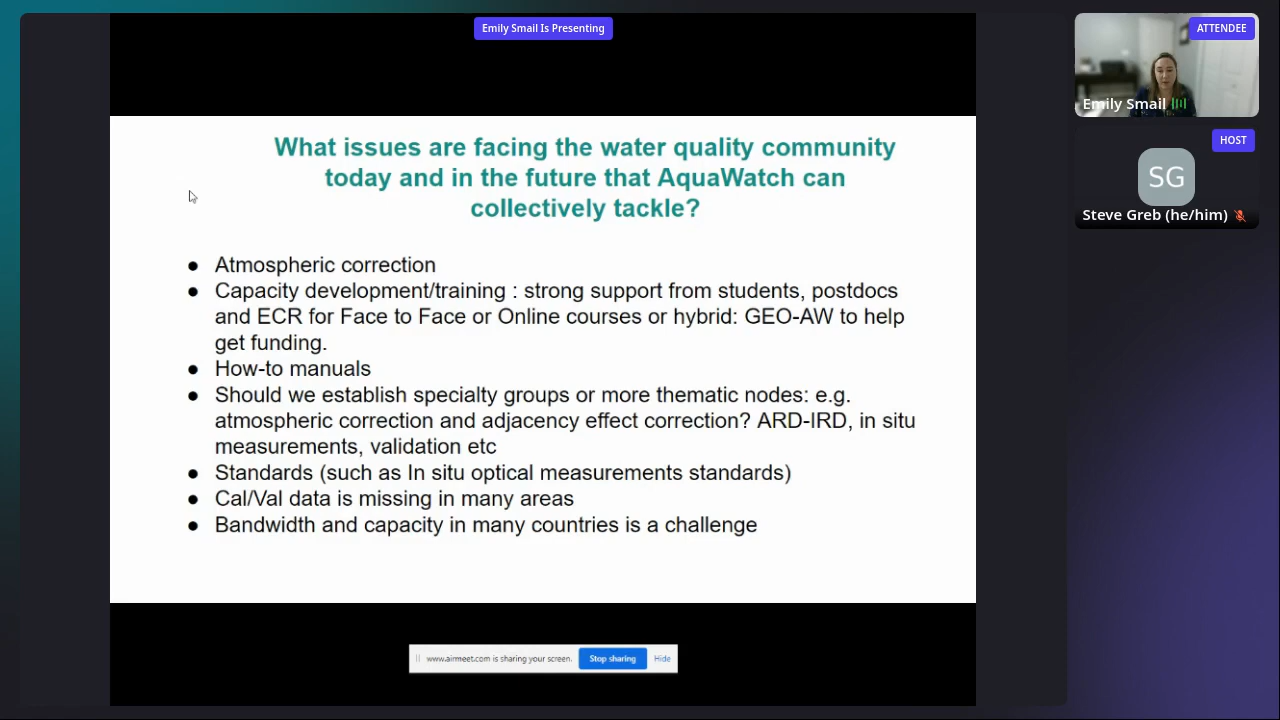 Emily Smail Is Presenting
ATTENDEE
Emily Smail
HOST
SG
Steve Greb (he/him)
What issues are facing the water quality community
today and in the future that AquaWatch can
collectively tackle?
● Atmospheric correction
● Capacity development/training : strong support from students, postdocs
and ECR for Face to Face or Online courses or hybrid: GEO-AW to help
get funding.
● How-to manuals
● Should we establish specialty groups or more thematic nodes: e.g.
atmospheric correction and adjacency effect correction? ARD-IRD, in situ
measurements, validation etc
● Standards (such as In situ optical measurements standards)
● Cal/Val data is missing in many areas
● Bandwidth and capacity in many countries is a challenge
www.airmeet.com is sharing your screen. Stop sharing Hide